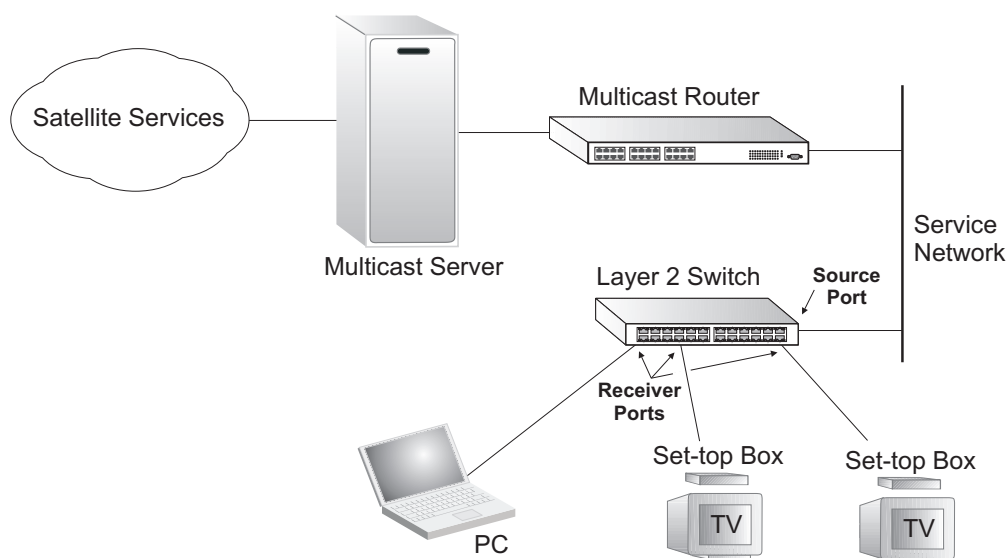 Satellite Services
Multicast Router
Multicast Server
Service
Network
Layer 2 Switch
Source
Port
Receiver
Ports
Set-top Box
Set-top Box
TV
TV
PC